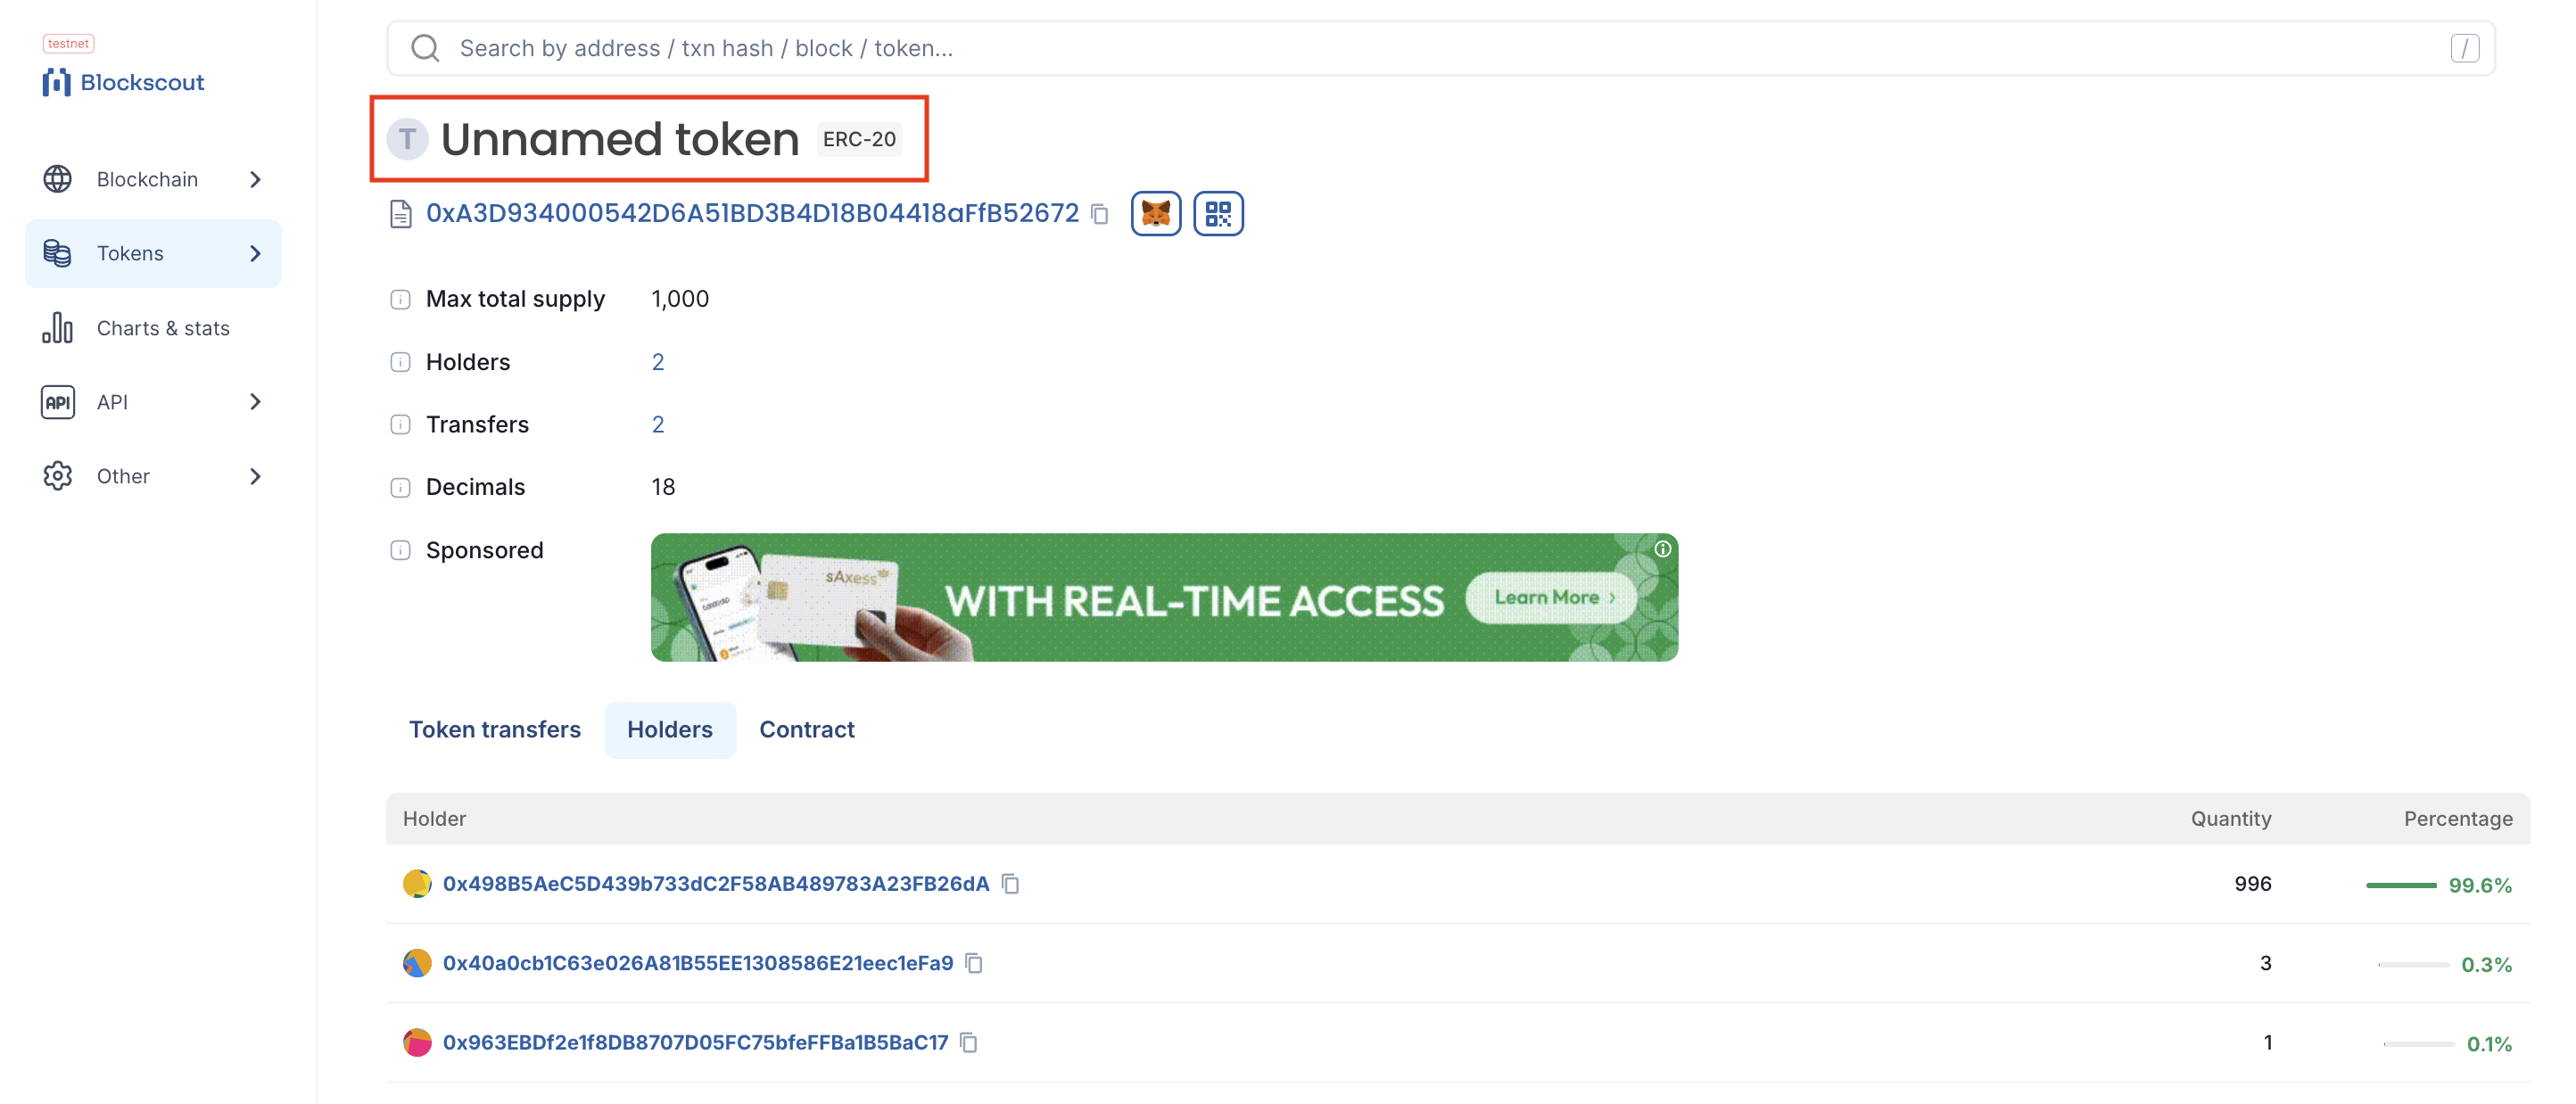 testnet
Blockscout
Search by address / txn hash / block / token...
/
Blockchain
Tokens
Charts & stats
API
API
Other
T Unnamed token ERC-20
0xA3D934000542D6A51BD3B4D18B04418aFfB52672
Max total supply 1,000
Holders 2
Transfers 2
Decimals 18
Sponsored
sAxess
WITH REAL-TIME ACCESS
Learn More ›
Token transfers Holders Contract
Holder Quantity Percentage
0x498B5AeC5D439b733dC2F58AB489783A23FB26dA 996 99.6%
0x40a0cb1C63e026A81B55EE1308586E21eec1eFa9 3 0.3%
0x963EBDf2e1f8DB8707D05FC75bfeFFBa1B5BaC17 1 0.1%